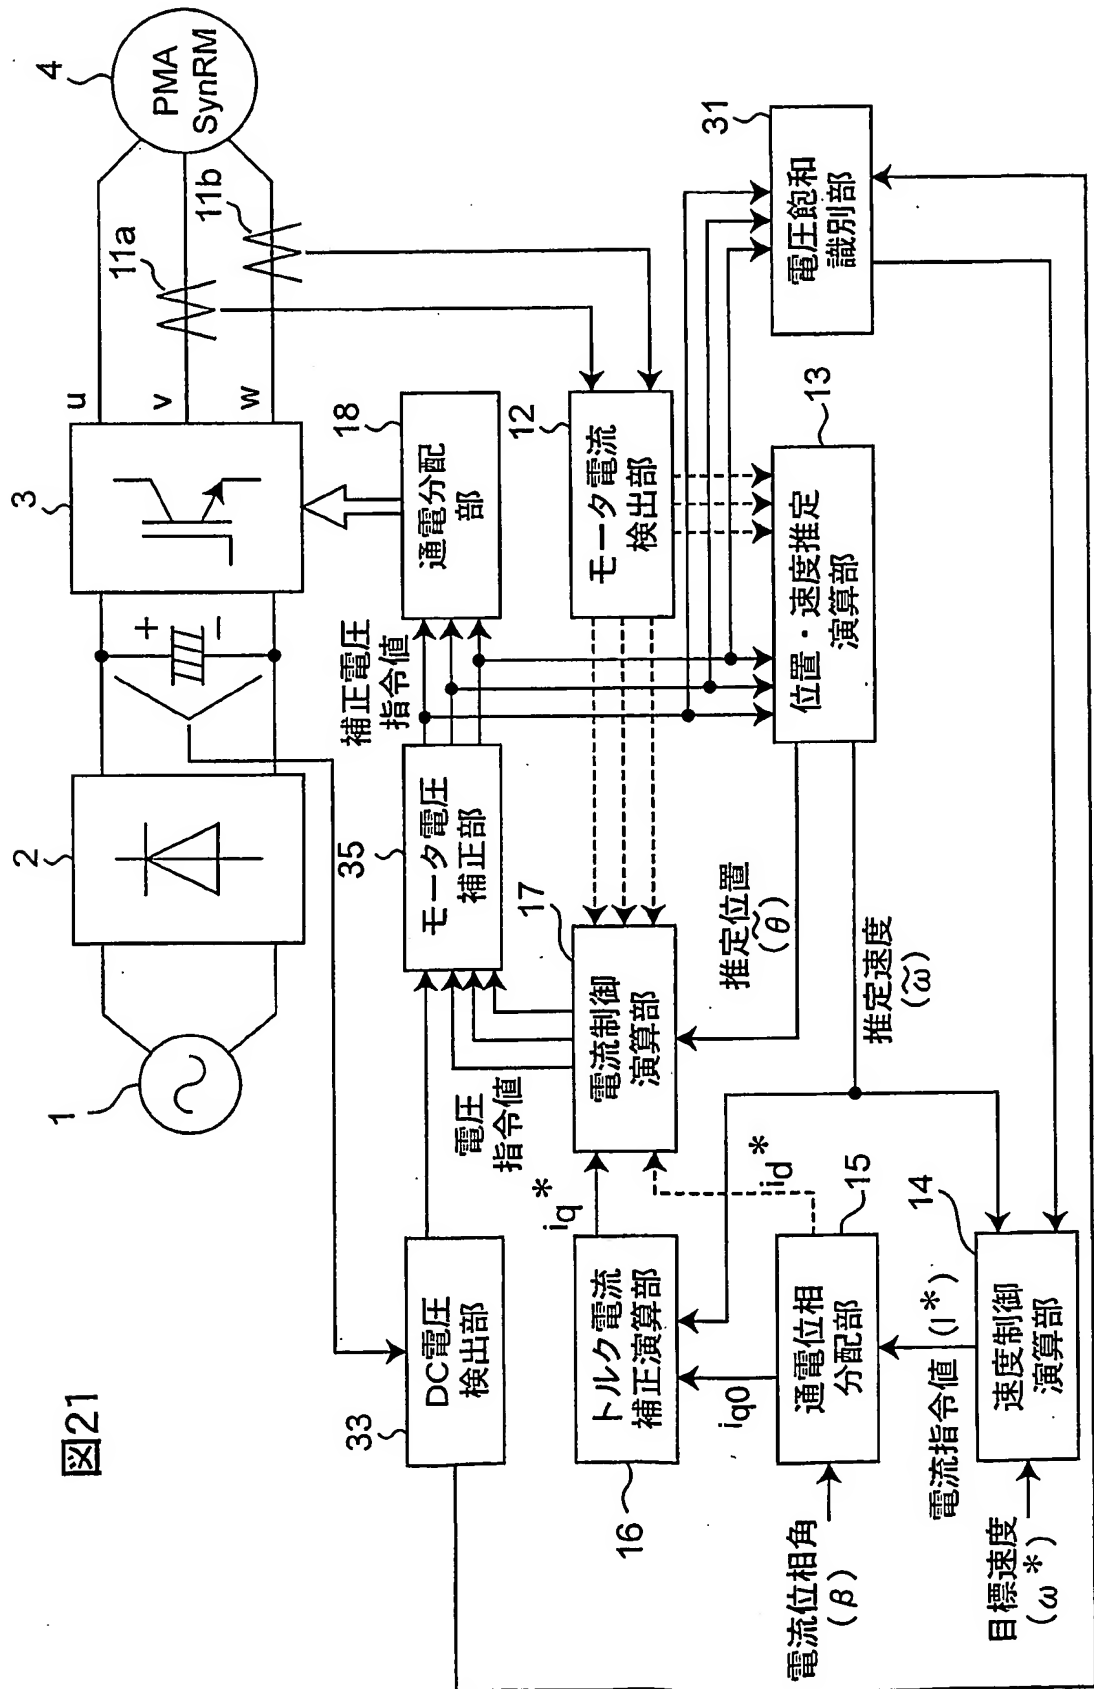 図21
1
2
3
4
PMA
SynRM
u
v
w
+
−
11a
11b
33
DC電圧
検出部
35
モータ電圧
補正部
補正電圧
指令値
18
通電分配
部
電圧
指令値
16
トルク電流
補正演算部
iq*
17
電流制御
演算部
12
モータ電流
検出部
iq0
id*
推定位置
(θ̃)
電流位相角
(β)
15
通電位相
分配部
13
位置・速度推定
演算部
31
電圧飽和
識別部
推定速度
(ω̃)
電流指令値 (I*)
目標速度
(ω*)
14
速度制御
演算部